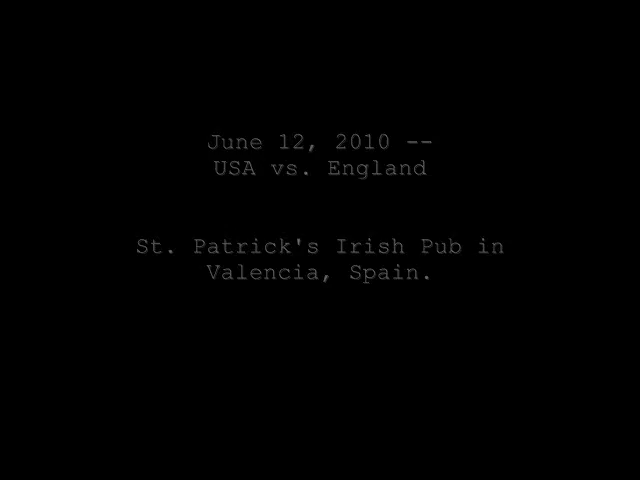 June 12, 2010 --
USA vs. England
St. Patrick's Irish Pub in
Valencia, Spain.